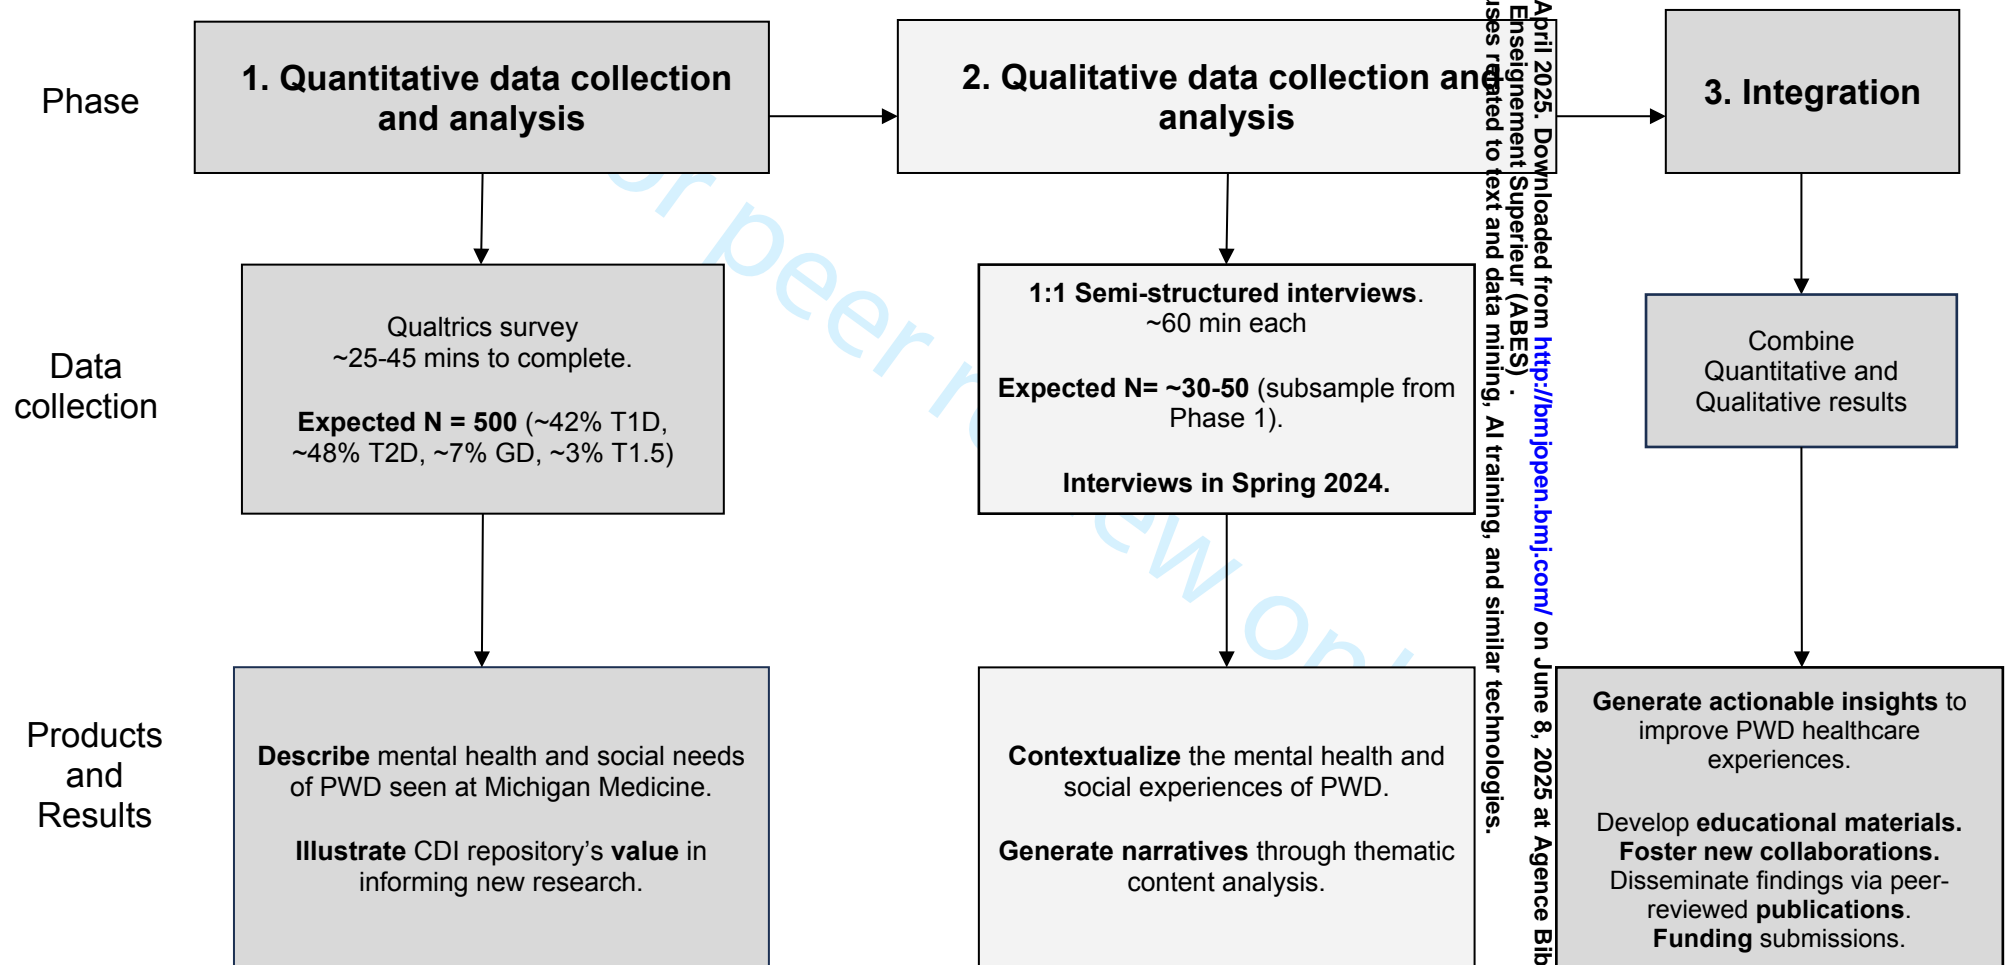 Phase
1. Quantitative data collection
and analysis
2. Qualitative data collection and
analysis
3. Integration
Data
collection
Qualtrics survey
~25-45 mins to complete.
Expected N = 500 (~42% T1D,
~48% T2D, ~7% GD, ~3% T1.5)
1:1 Semi-structured interviews.
~60 min each
Expected N= ~30-50 (subsample from
Phase 1).
Interviews in Spring 2024.
Combine
Quantitative and
Qualitative results
Products
and
Results
Describe mental health and social needs
of PWD seen at Michigan Medicine.
Illustrate CDI repository's value in
informing new research.
Contextualize the mental health and
social experiences of PWD.
Generate narratives through thematic
content analysis.
Generate actionable insights to
improve PWD healthcare
experiences.
Develop educational materials.
Foster new collaborations.
Disseminate findings via peer-
reviewed publications.
Funding submissions.
April 2025. Downloaded from http://bmjopen.bmj.com/ on June 8, 2025 at Agence Bib
Enseignement Superieur (ABES) .
uses related to text and data mining, AI training, and similar technologies.
or peer review only